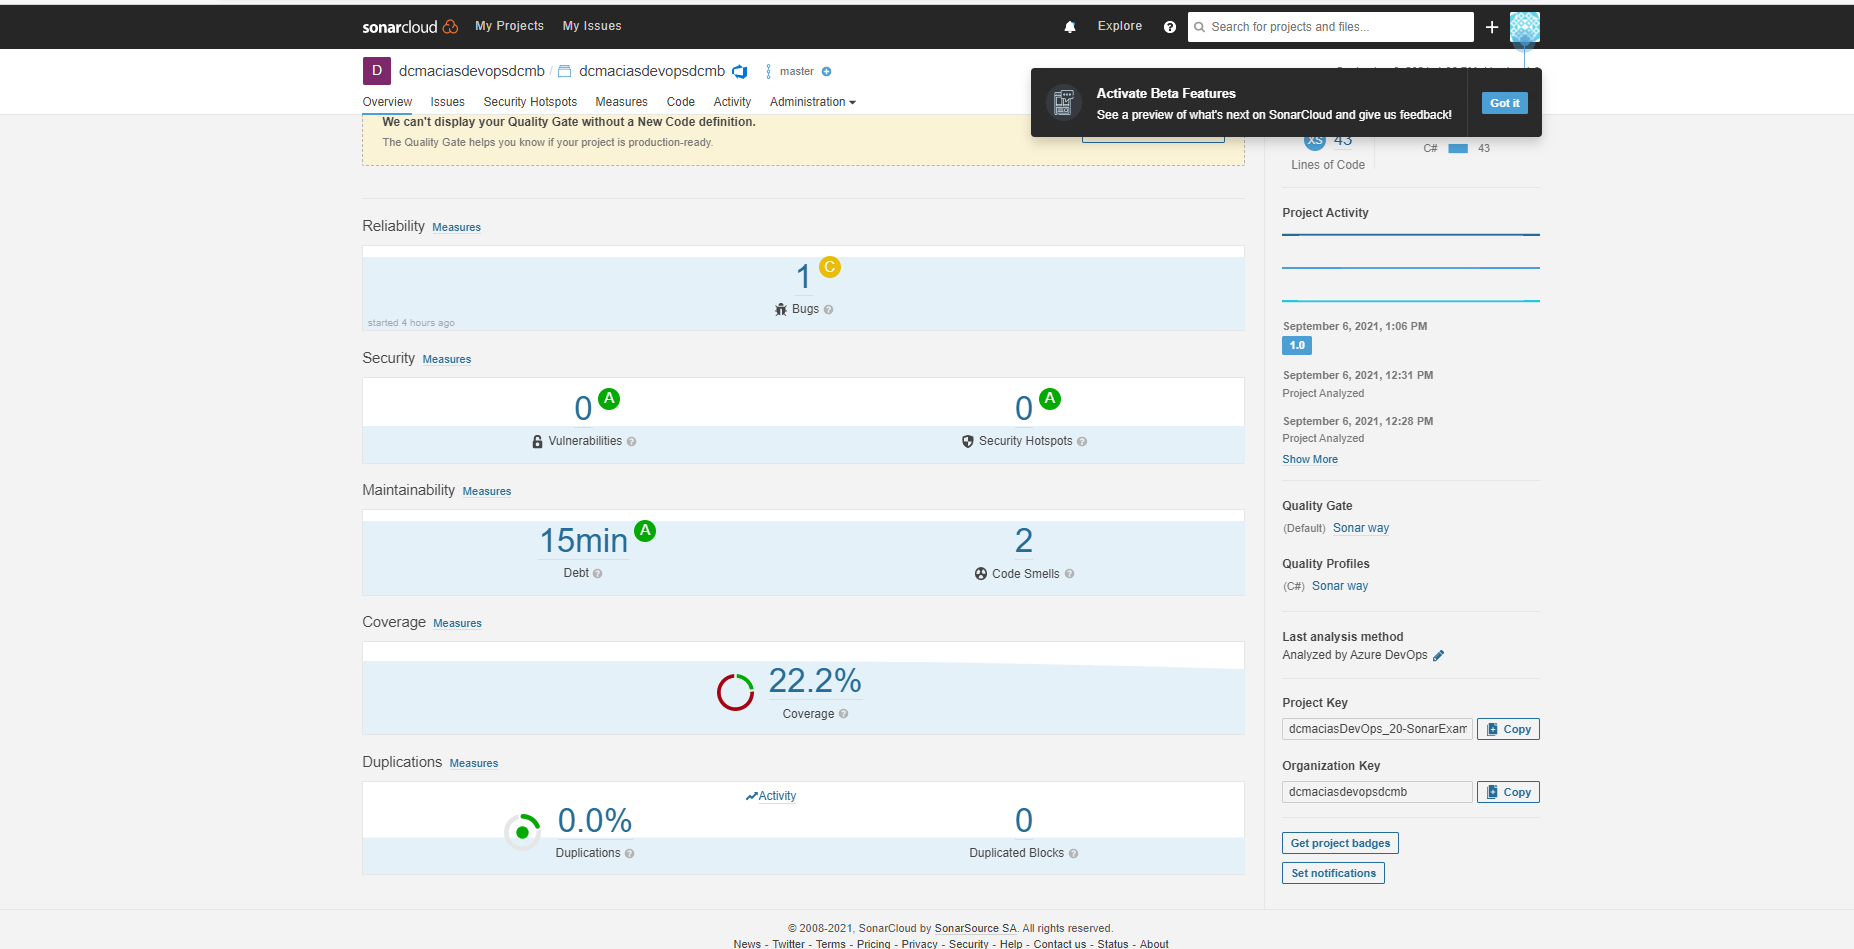 sonarcloud My Projects My Issues Explore Search for projects and files...
D dcmaciasdevopsdcmb / dcmaciasdevopsdcmb master
Overview Issues Security Hotspots Measures Code Activity Administration
Activate Beta Features
See a preview of what's next on SonarCloud and give us feedback!
Got it
We can't display your Quality Gate without a New Code definition.
The Quality Gate helps you know if your project is production-ready.
Reliability Measures
1 C
Bugs
started 4 hours ago
Security Measures
0 A
Vulnerabilities
0 A
Security Hotspots
Maintainability Measures
15min A
Debt
2
Code Smells
Coverage Measures
22.2%
Coverage
Duplications Measures
Activity
0.0%
Duplications
0
Duplicated Blocks
XS 43
Lines of Code
C# 43
Project Activity
September 6, 2021, 1:06 PM
1.0
September 6, 2021, 12:31 PM
Project Analyzed
September 6, 2021, 12:28 PM
Project Analyzed
Show More
Quality Gate
(Default) Sonar way
Quality Profiles
(C#) Sonar way
Last analysis method
Analyzed by Azure DevOps
Project Key
dcmaciasDevOps_20-SonarExam Copy
Organization Key
dcmaciasdevopsdcmb Copy
Get project badges
Set notifications
© 2008-2021, SonarCloud by SonarSource SA. All rights reserved.
News - Twitter - Terms - Pricing - Privacy - Security - Help - Contact us - Status - About